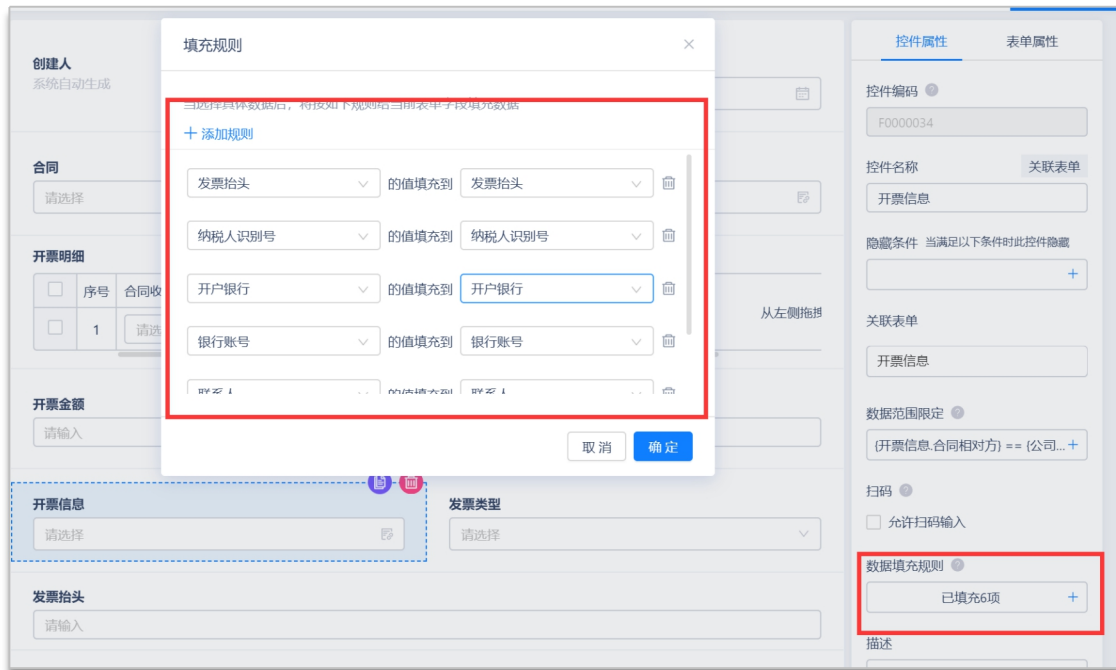 填充规则
当选择具体数据后，将按如下规则给当前表单字段填充数据
添加规则
发票抬头 的值填充到 发票抬头
纳税人识别号 的值填充到 纳税人识别号
开户银行 的值填充到 开户银行
银行账号 的值填充到 银行账号
联系人 的值填充到 联系人
取消 确定
创建人
系统自动生成
合同
请选择
开票明细
序号 合同收
1 请选
从左侧拖拽
开票金额
请输入
开票信息
请选择
发票类型
请选择
发票抬头
请输入
控件属性 表单属性
控件编码
F0000034
控件名称 关联表单
开票信息
隐藏条件 当满足以下条件时此控件隐藏
关联表单
开票信息
数据范围限定
{开票信息.合同相对方} == {公司...
扫码
允许扫码输入
数据填充规则
已填充6项
描述